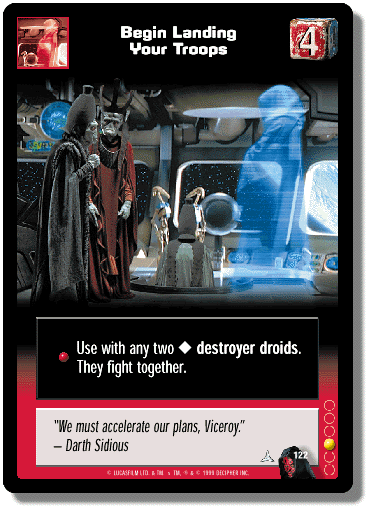 Begin Landing
Your Troops
4
Use with any two ◆ destroyer droids.
They fight together.
"We must accelerate our plans, Viceroy."
– Darth Sidious
122
© LUCASFILM LTD. & TM. ® & © 1999 DECIPHER INC.